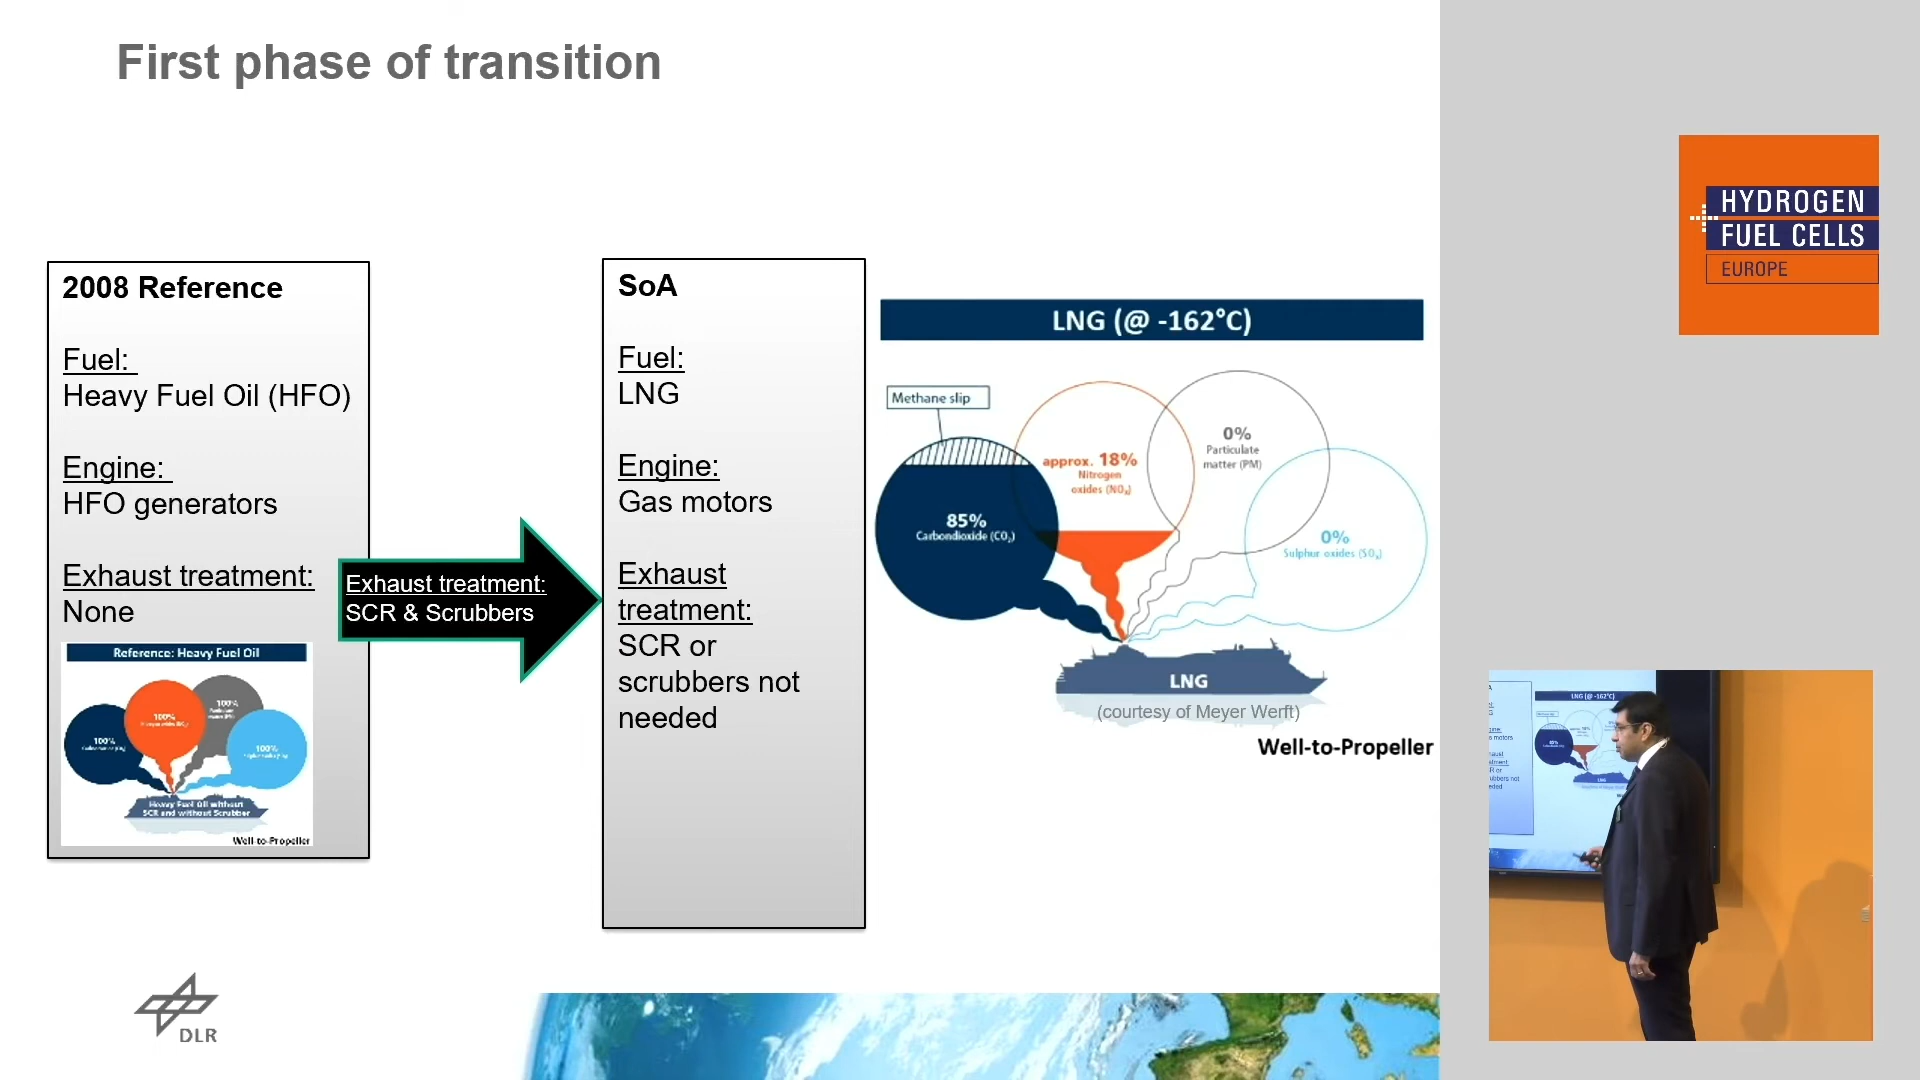 First phase of transition
2008 Reference
Fuel:
Heavy Fuel Oil (HFO)
Engine:
HFO generators
Exhaust treatment:
None
Reference: Heavy Fuel Oil
100%
100%
100%
100%
Heavy Fuel Oil without
SCR and without Scrubber
Well-to-Propeller
Exhaust treatment:
SCR & Scrubbers
SoA
Fuel:
LNG
Engine:
Gas motors
Exhaust
treatment:
SCR or
scrubbers not
needed
LNG (@ -162°C)
Methane slip
85%
Carbondioxide (CO₂)
approx. 18%
Nitrogen
oxides (NOₓ)
0%
Particulate
matter (PM)
0%
Sulphur oxides (SOₓ)
LNG
(courtesy of Meyer Werft)
Well-to-Propeller
DLR
HYDROGEN
FUEL CELLS
EUROPE
LNG (@ -162°C)